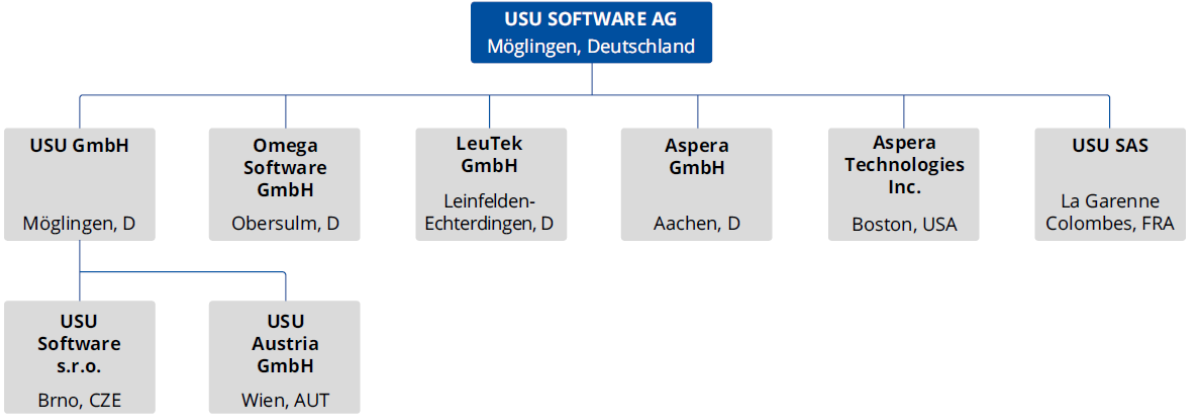 USU SOFTWARE AG
Möglingen, Deutschland
USU GmbH
Möglingen, D
Omega
Software
GmbH
Obersulm, D
LeuTek
GmbH
Leinfelden-
Echterdingen, D
Aspera
GmbH
Aachen, D
Aspera
Technologies
Inc.
Boston, USA
USU SAS
La Garenne
Colombes, FRA
USU
Software
s.r.o.
Brno, CZE
USU
Austria
GmbH
Wien, AUT